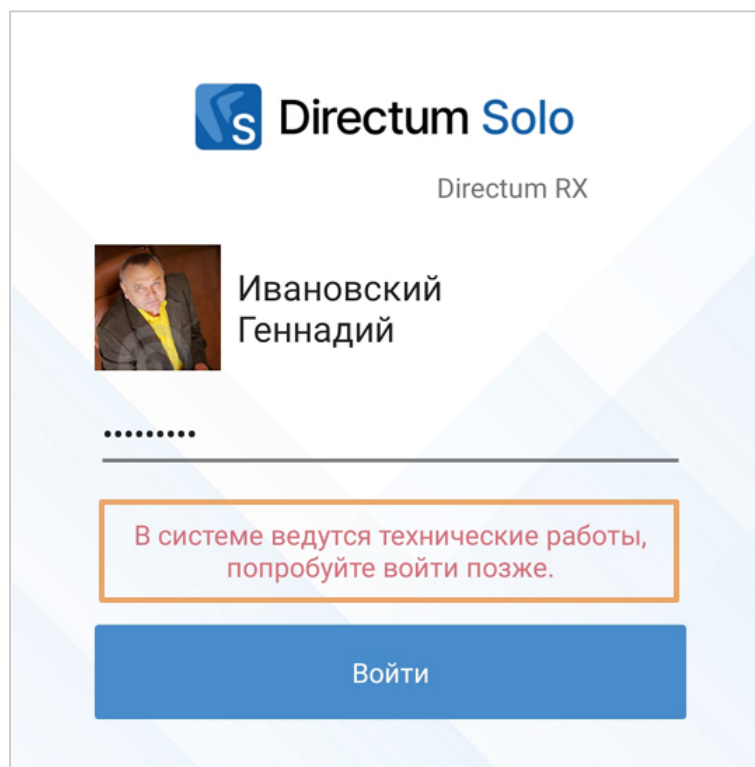 Directum Solo
Directum RX
Ивановский
Геннадий
•••••••••
В системе ведутся технические работы,
попробуйте войти позже.
Войти